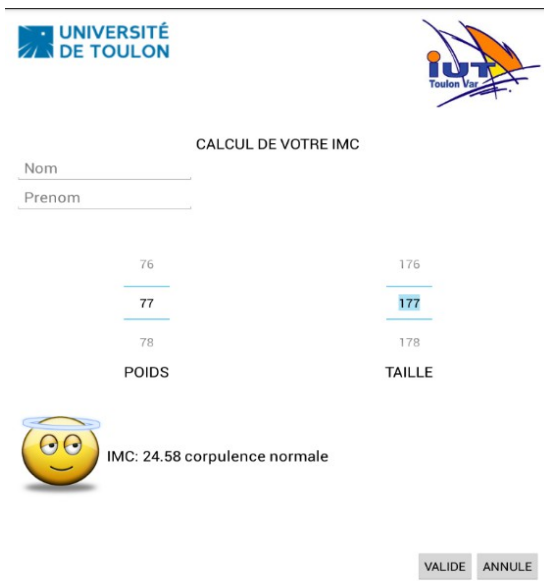 UNIVERSITÉ
DE TOULON
iUT
Toulon Var
CALCUL DE VOTRE IMC
Nom
Prenom
76
176
77
177
78
178
POIDS
TAILLE
IMC: 24.58 corpulence normale
VALIDE
ANNULE